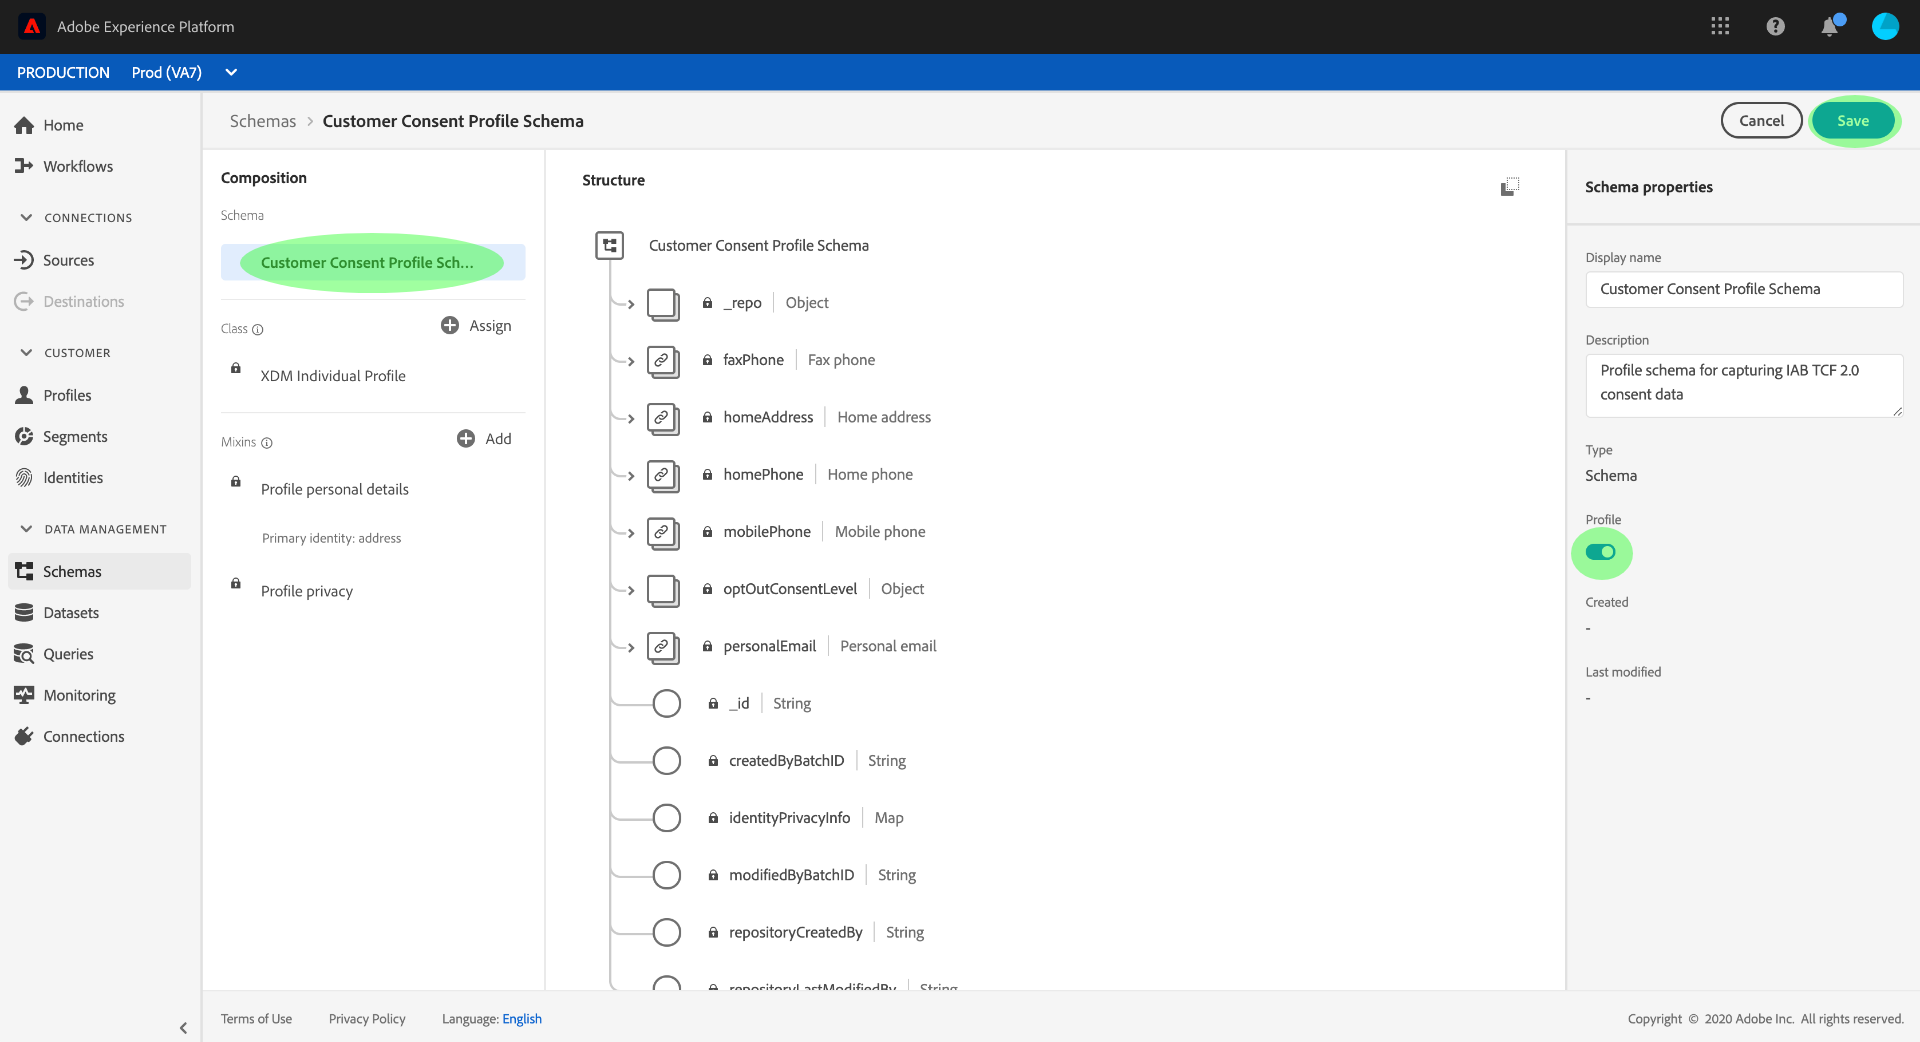 Adobe Experience Platform
PRODUCTION Prod (VA7)
Home
Workflows
CONNECTIONS
Sources
Destinations
CUSTOMER
Profiles
Segments
Identities
DATA MANAGEMENT
Schemas
Datasets
Queries
Monitoring
Connections
Schemas > Customer Consent Profile Schema
Cancel
Save
Composition
Schema
Customer Consent Profile Sch...
Class
Assign
XDM Individual Profile
Mixins
Add
Profile personal details
Primary identity: address
Profile privacy
Structure
Customer Consent Profile Schema
_repo Object
faxPhone Fax phone
homeAddress Home address
homePhone Home phone
mobilePhone Mobile phone
optOutConsentLevel Object
personalEmail Personal email
_id String
createdByBatchID String
identityPrivacyInfo Map
modifiedByBatchID String
repositoryCreatedBy String
repositoryLastModifiedBy String
Schema properties
Display name
Customer Consent Profile Schema
Description
Profile schema for capturing IAB TCF 2.0
consent data
Type
Schema
Profile
Created
-
Last modified
-
Terms of Use Privacy Policy Language: English
Copyright © 2020 Adobe Inc. All rights reserved.